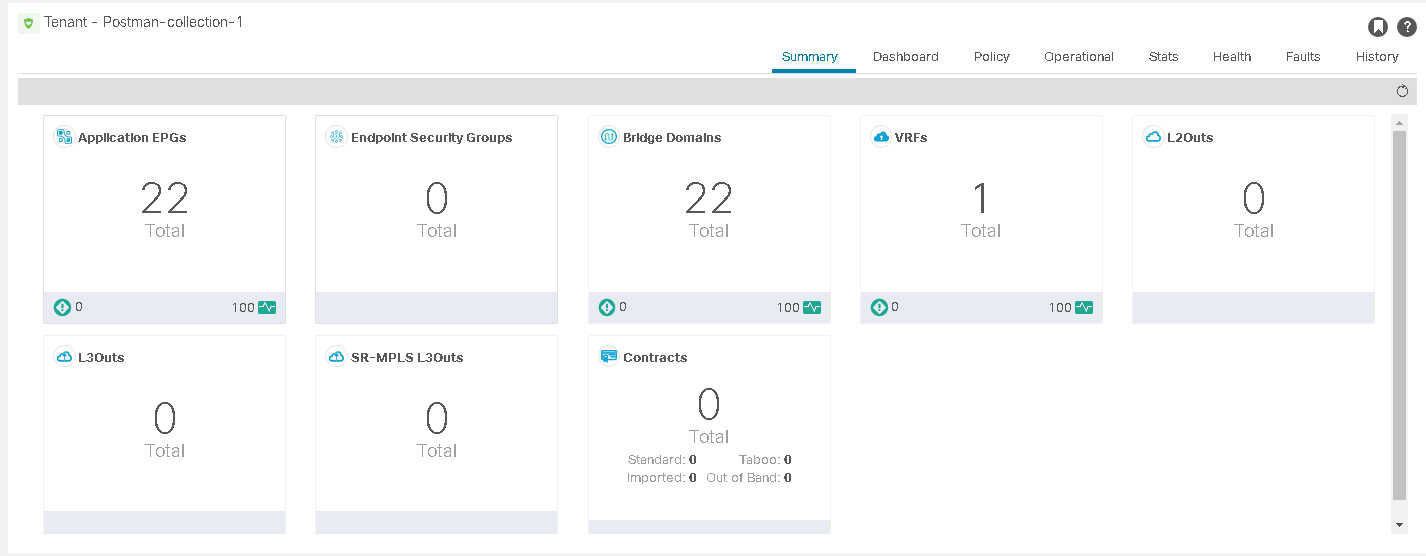 Tenant - Postman-collection-1
Summary Dashboard Policy Operational Stats Health Faults History
Application EPGs
22
Total
0 100
Endpoint Security Groups
0
Total
Bridge Domains
22
Total
0 100
VRFs
1
Total
0 100
L2Outs
0
Total
L3Outs
0
Total
SR-MPLS L3Outs
0
Total
Contracts
0
Total
Standard: 0 Taboo: 0
Imported: 0 Out of Band: 0